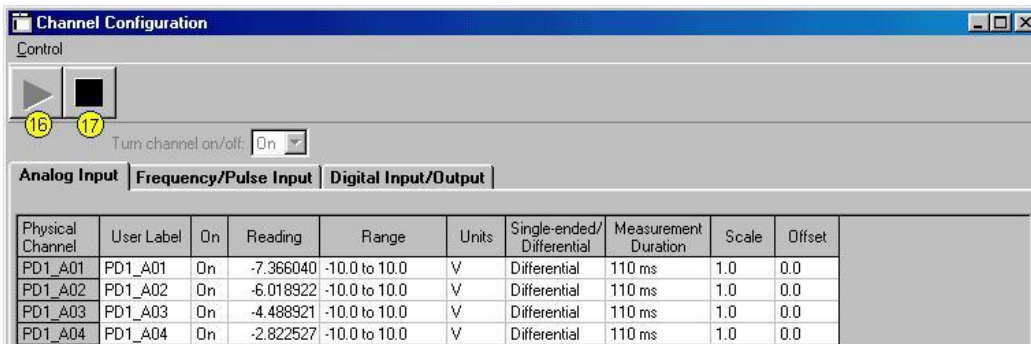 Channel Configuration
Control
16 17
Turn channel on/off: On
Analog Input Frequency/Pulse Input Digital Input/Output
Physical Channel User Label On Reading Range Units Single-ended/ Differential Measurement Duration Scale Offset
PD1_A01 PD1_A01 On -7.366040 -10.0 to 10.0 V Differential 110 ms 1.0 0.0
PD1_A02 PD1_A02 On -6.018922 -10.0 to 10.0 V Differential 110 ms 1.0 0.0
PD1_A03 PD1_A03 On -4.488921 -10.0 to 10.0 V Differential 110 ms 1.0 0.0
PD1_A04 PD1_A04 On -2.822527 -10.0 to 10.0 V Differential 110 ms 1.0 0.0